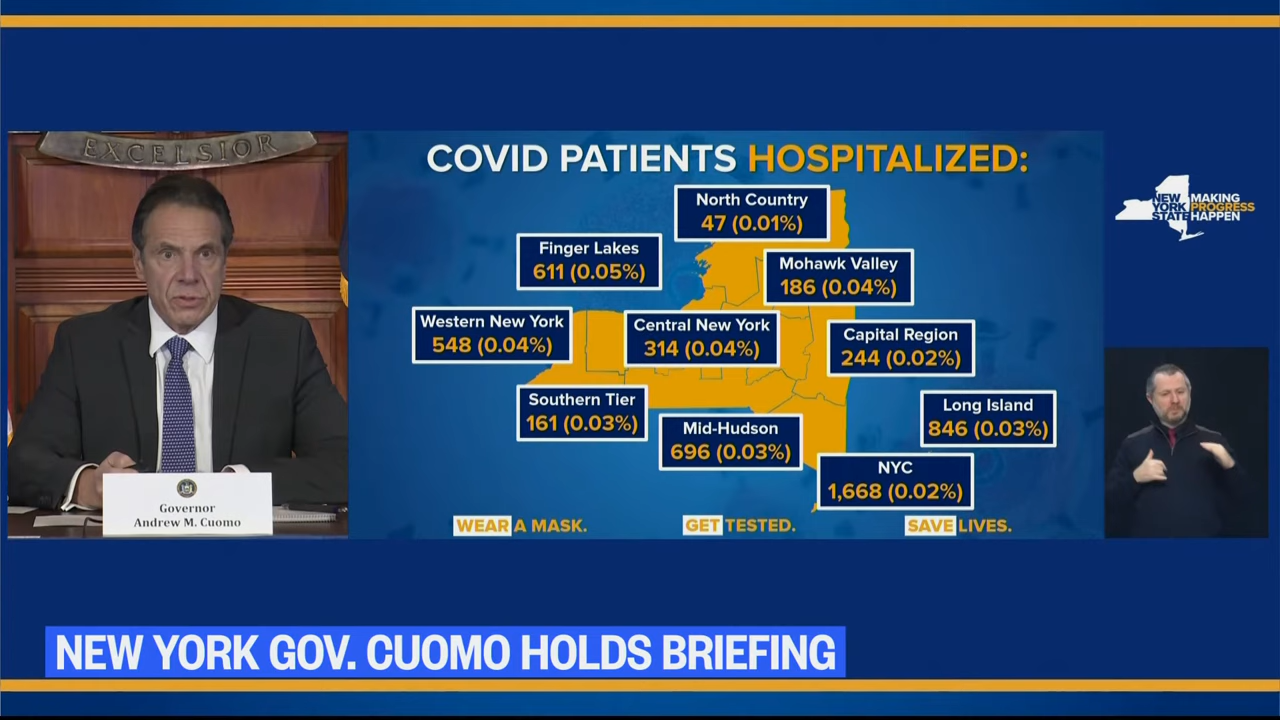 EXCELSIOR
Governor
Andrew M. Cuomo
COVID PATIENTS HOSPITALIZED:
North Country
47 (0.01%)
Finger Lakes
611 (0.05%)
Mohawk Valley
186 (0.04%)
Western New York
548 (0.04%)
Central New York
314 (0.04%)
Capital Region
244 (0.02%)
Southern Tier
161 (0.03%)
Mid-Hudson
696 (0.03%)
Long Island
846 (0.03%)
NYC
1,668 (0.02%)
WEAR A MASK.
GET TESTED.
SAVE LIVES.
NEW
YORK
STATE
MAKING
PROGRESS
HAPPEN
NEW YORK GOV. CUOMO HOLDS BRIEFING